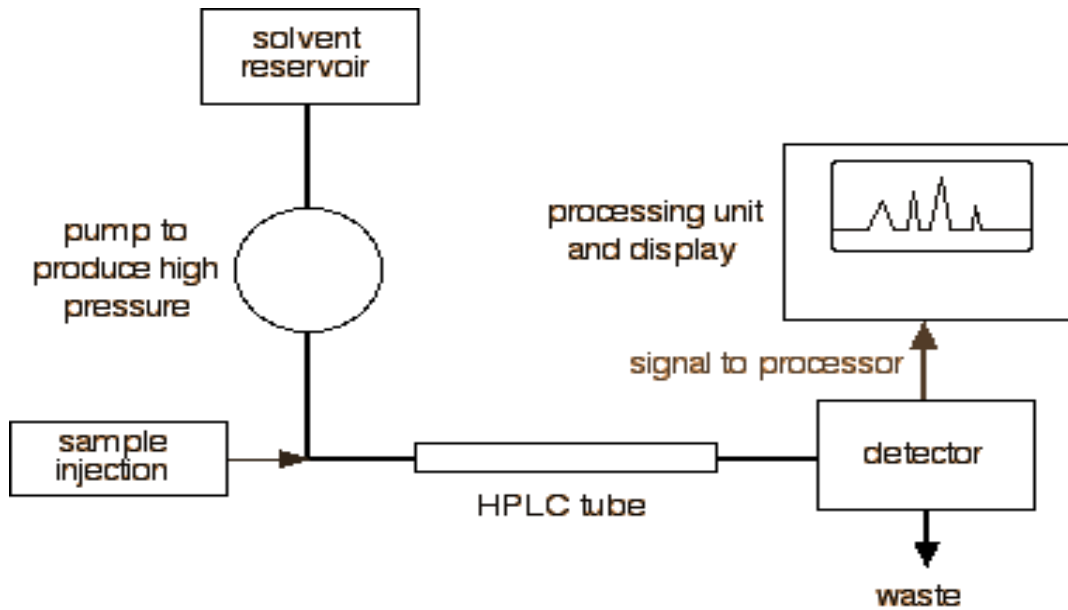 solvent
reservoir
pump to
produce high
pressure
processing unit
and display
signal to processor
sample
injection
HPLC tube
detector
waste